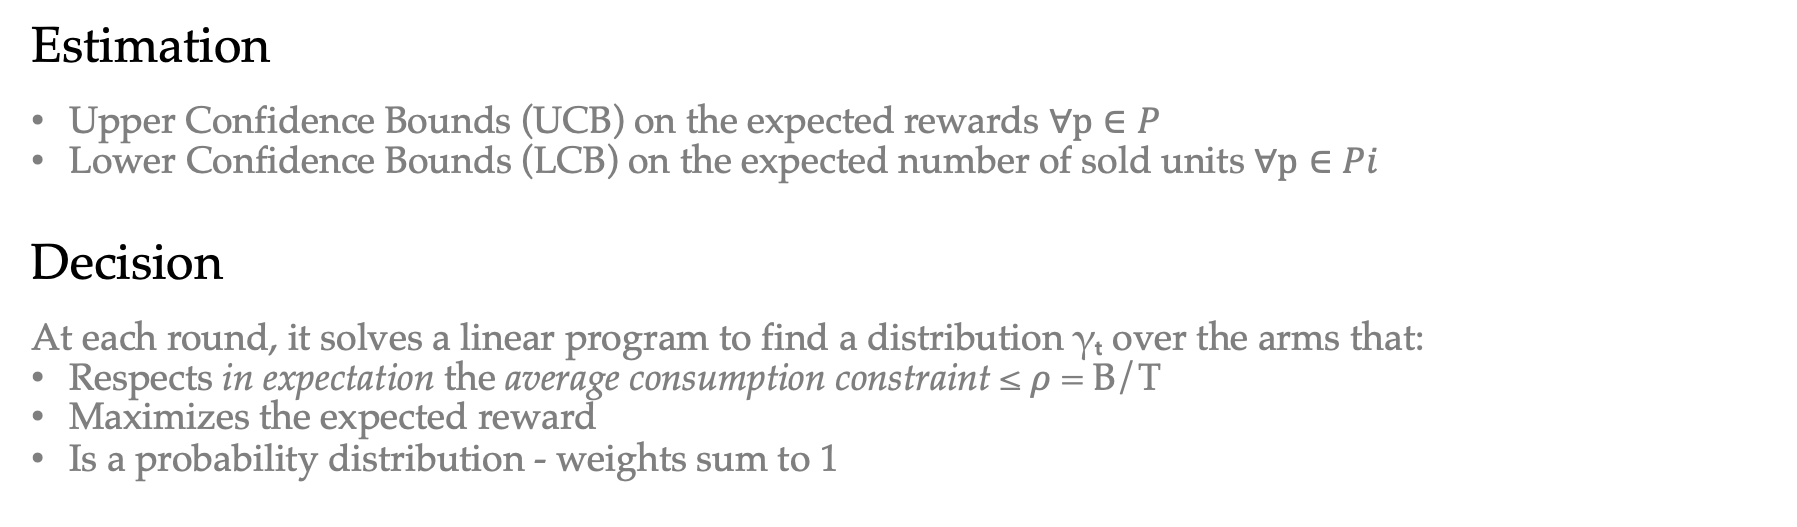 Estimation
• Upper Confidence Bounds (UCB) on the expected rewards ∀p ∈ P
• Lower Confidence Bounds (LCB) on the expected number of sold units ∀p ∈ Pi
Decision
At each round, it solves a linear program to find a distribution γₜ over the arms that:
• Respects in expectation the average consumption constraint ≤ ρ = B/T
• Maximizes the expected reward
• Is a probability distribution - weights sum to 1